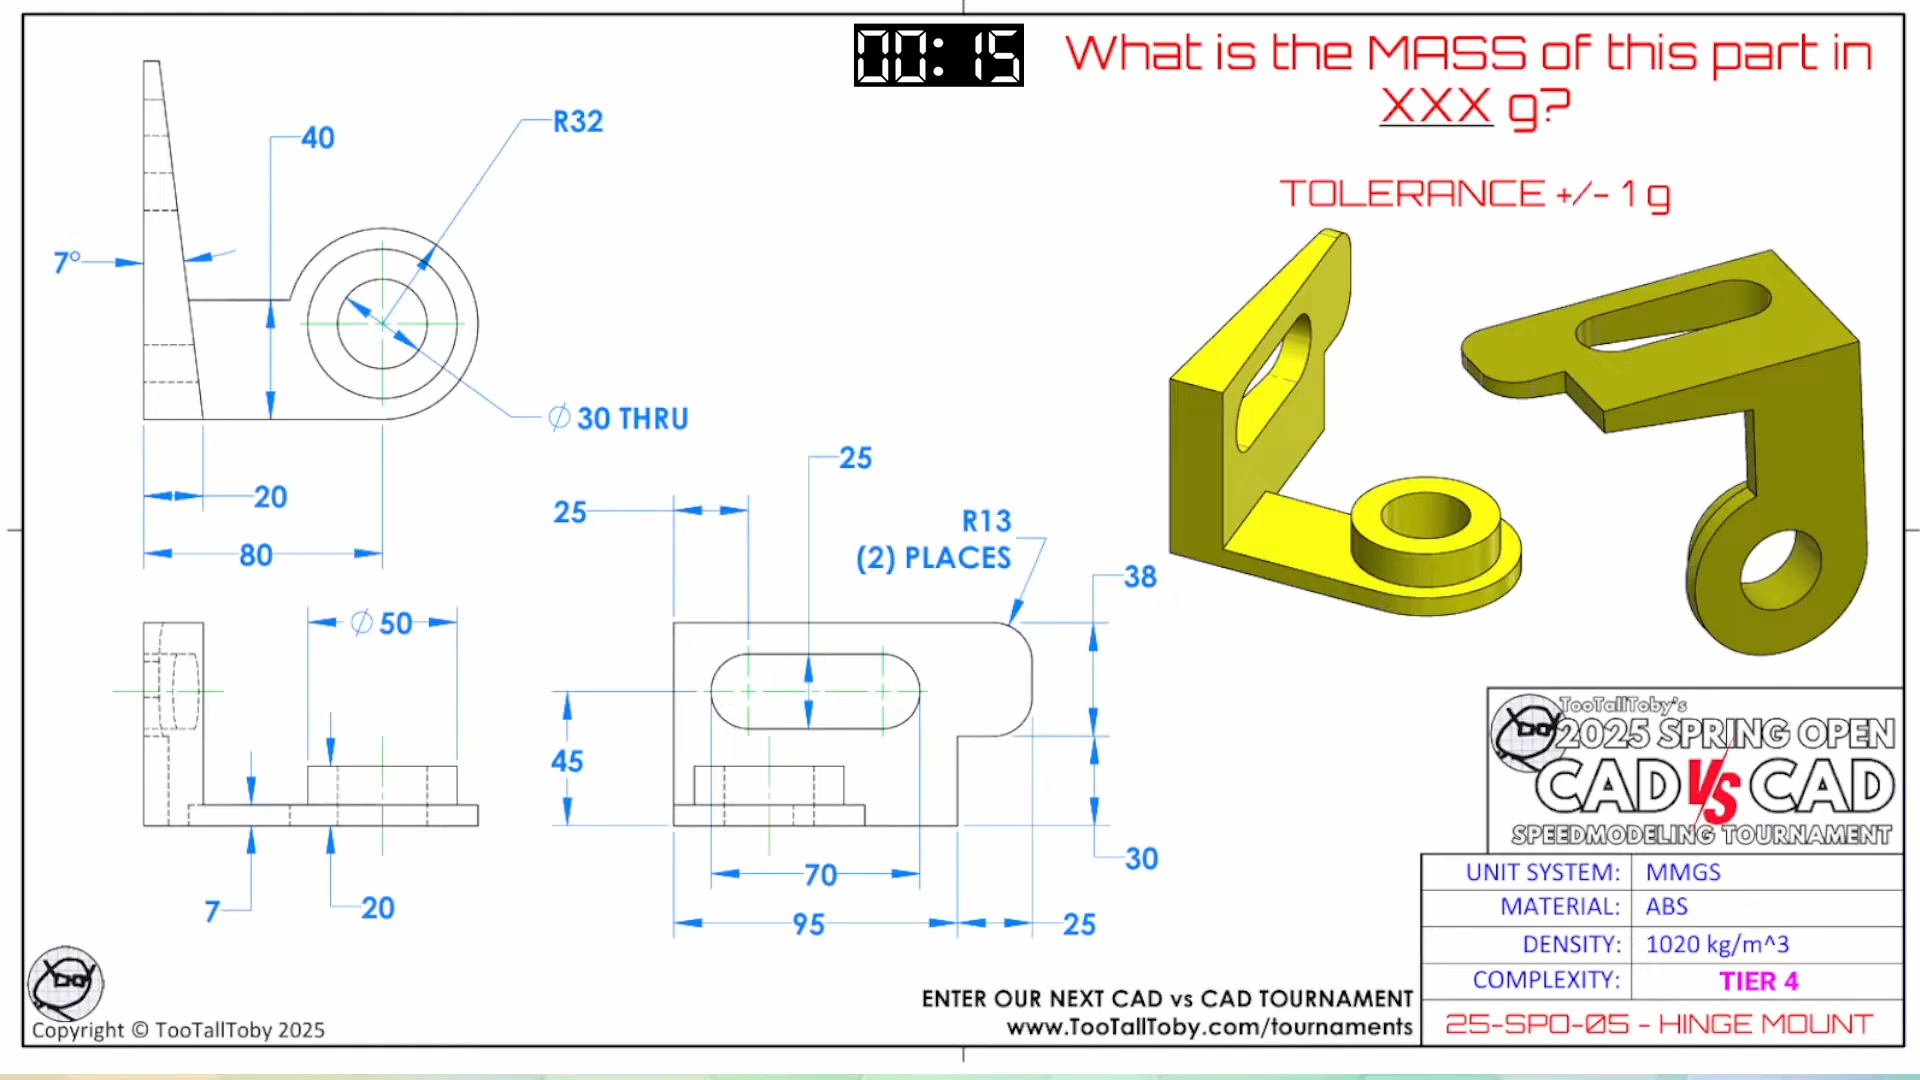 00:15
What is the MASS of this part in
XXX g?
TOLERANCE +/- 1 g
40
R32
7°
Ø 30 THRU
20
80
25
25
R13
(2) PLACES
38
Ø 50
45
30
7
20
70
95
25
TooTallToby's
2025 SPRING OPEN
CAD VS CAD
SPEEDMODELING TOURNAMENT
UNIT SYSTEM: MMGS
MATERIAL: ABS
DENSITY: 1020 kg/m^3
COMPLEXITY: TIER 4
25-SPO-05 - HINGE MOUNT
ENTER OUR NEXT CAD vs CAD TOURNAMENT
www.TooTallToby.com/tournaments
Copyright © TooTallToby 2025